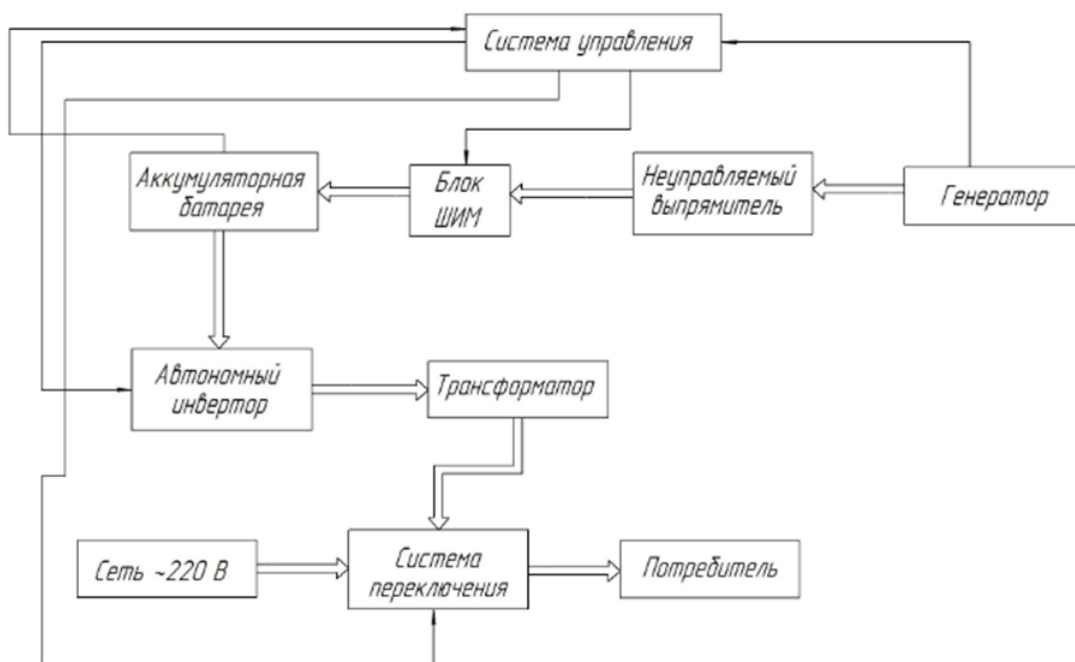 Система управления
Аккумуляторная
батарея
Блок
ШИМ
Неуправляемый
выпрямитель
Генератор
Автономный
инвертор
Трансформатор
Сеть ~220 В
Система
переключения
Потребитель